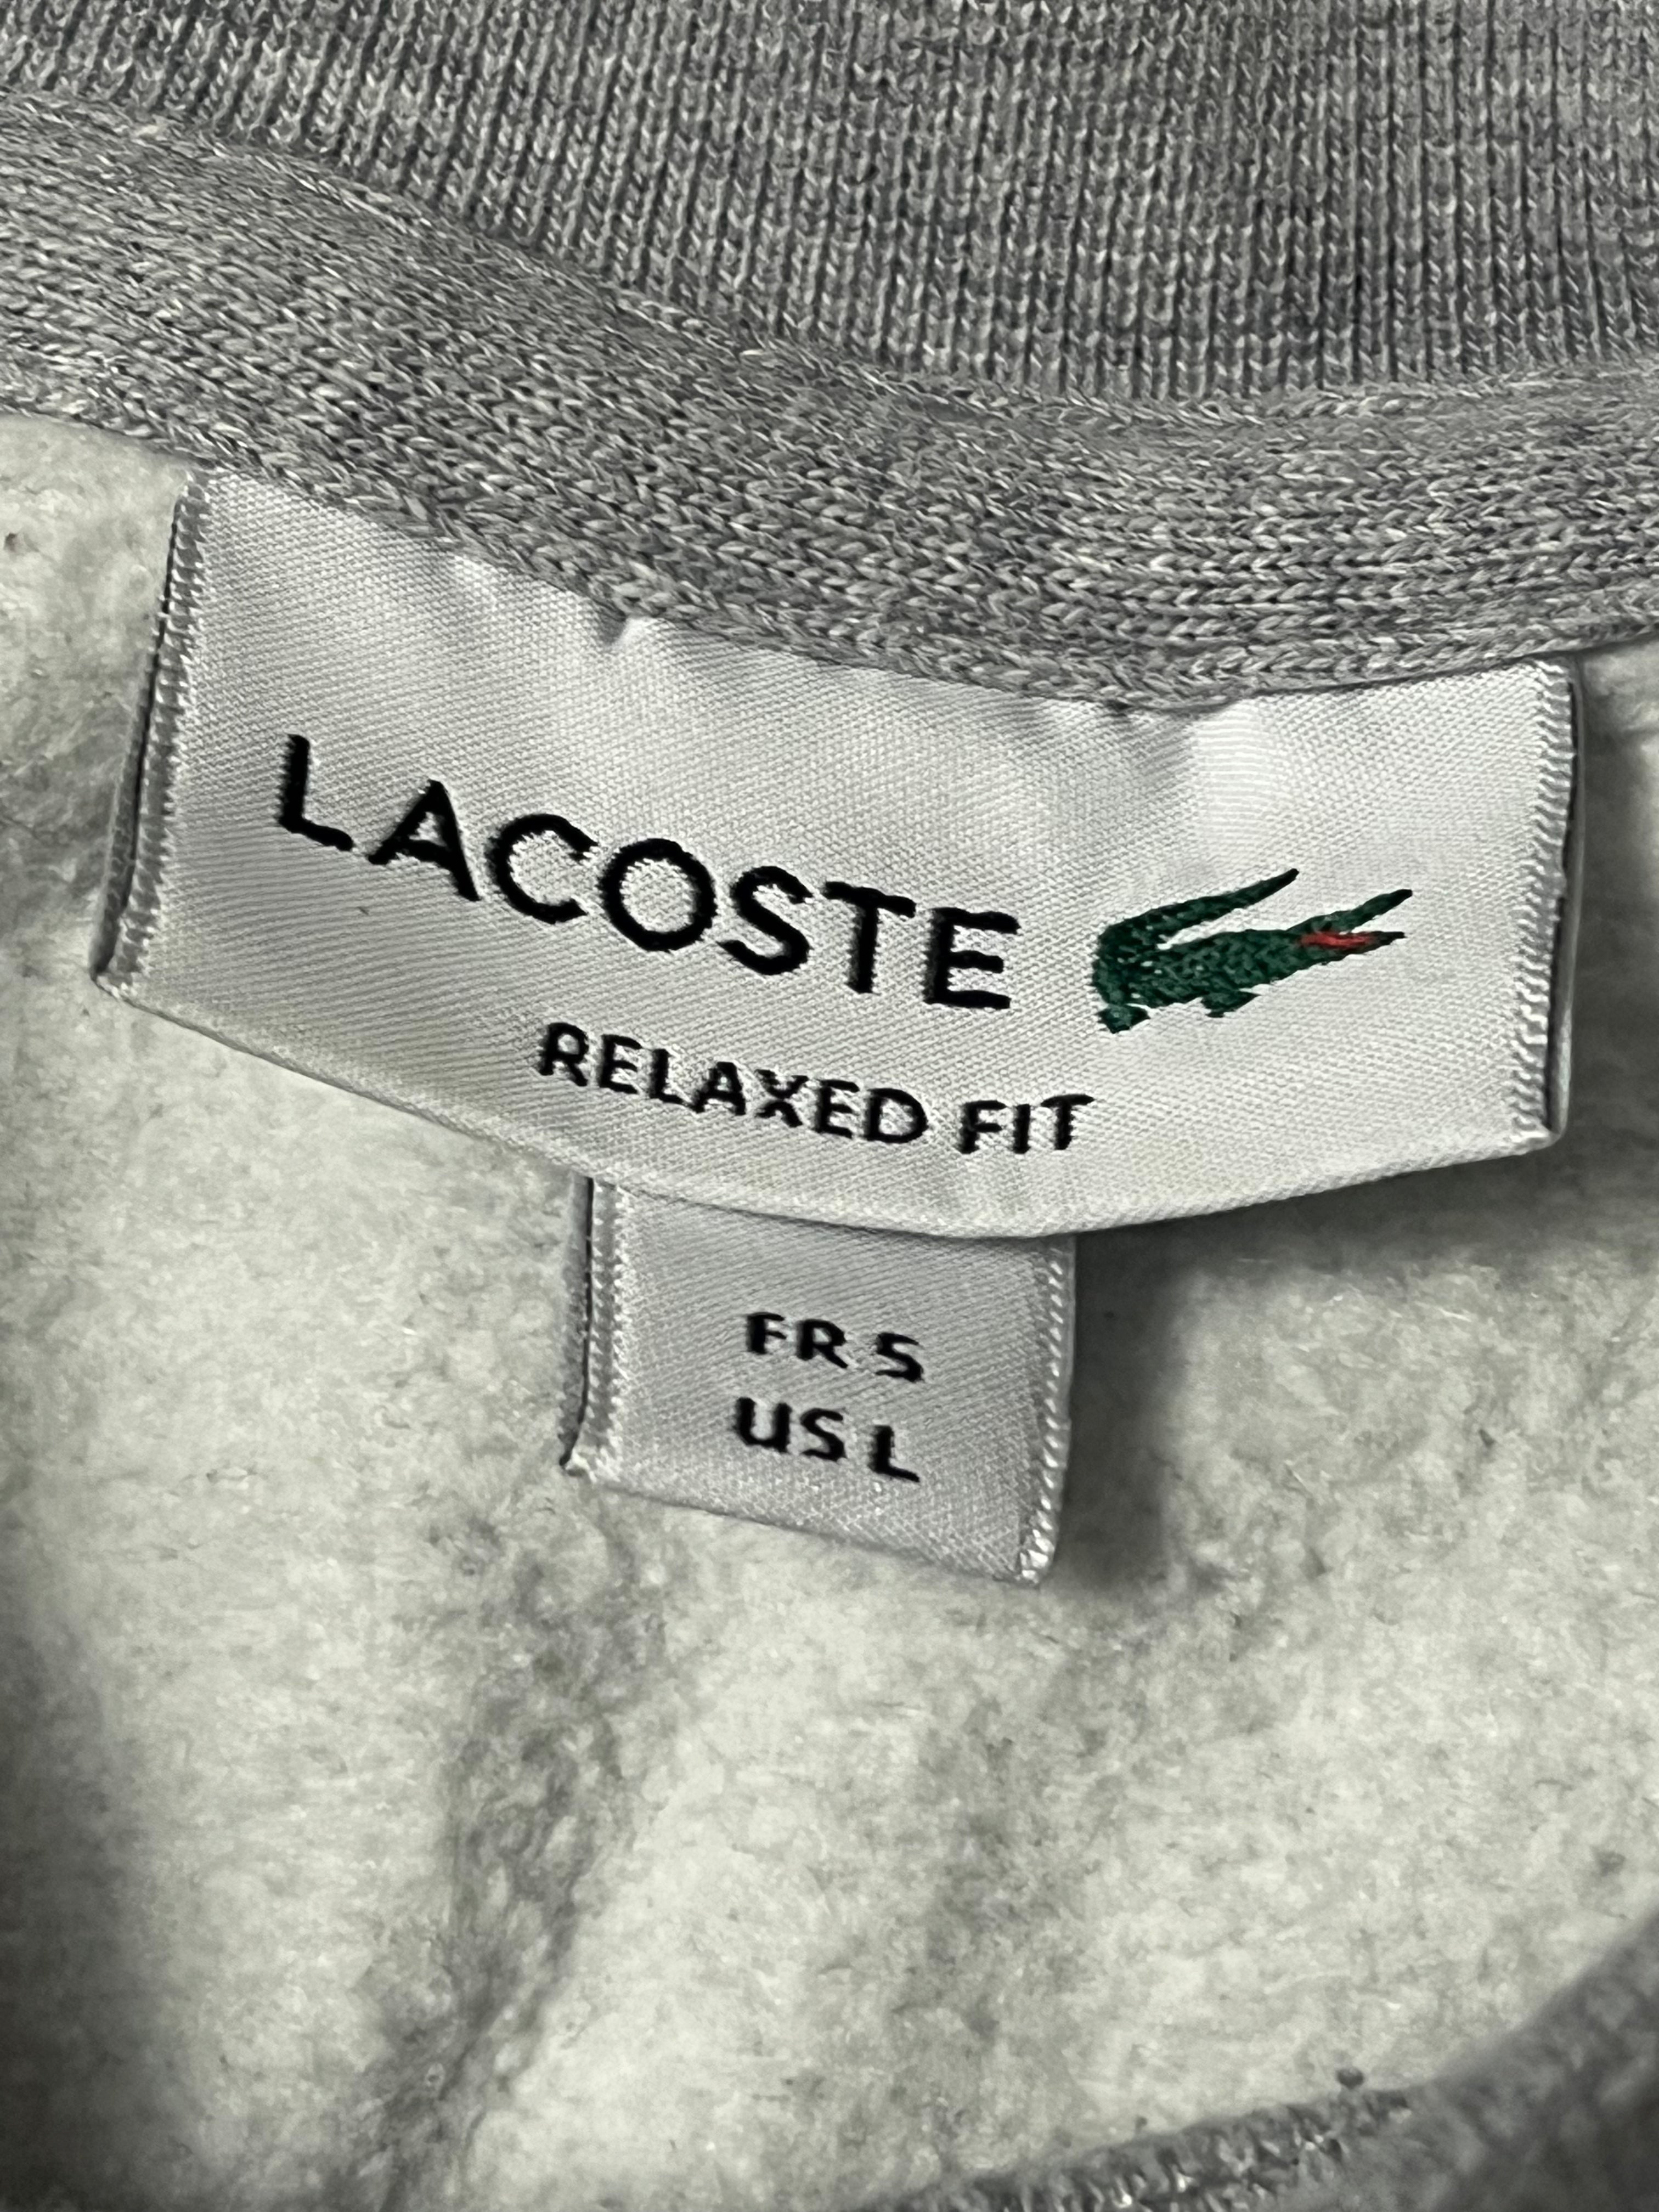 LACOSTE
RELAXED FIT
FR 5
US L